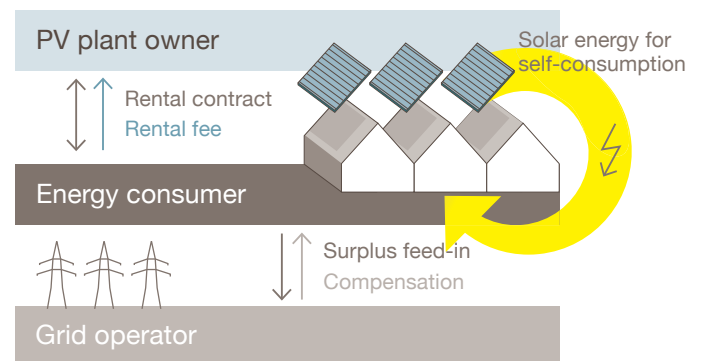 PV plant owner
Solar energy for
self-consumption
Rental contract
Rental fee
Energy consumer
Surplus feed-in
Compensation
Grid operator